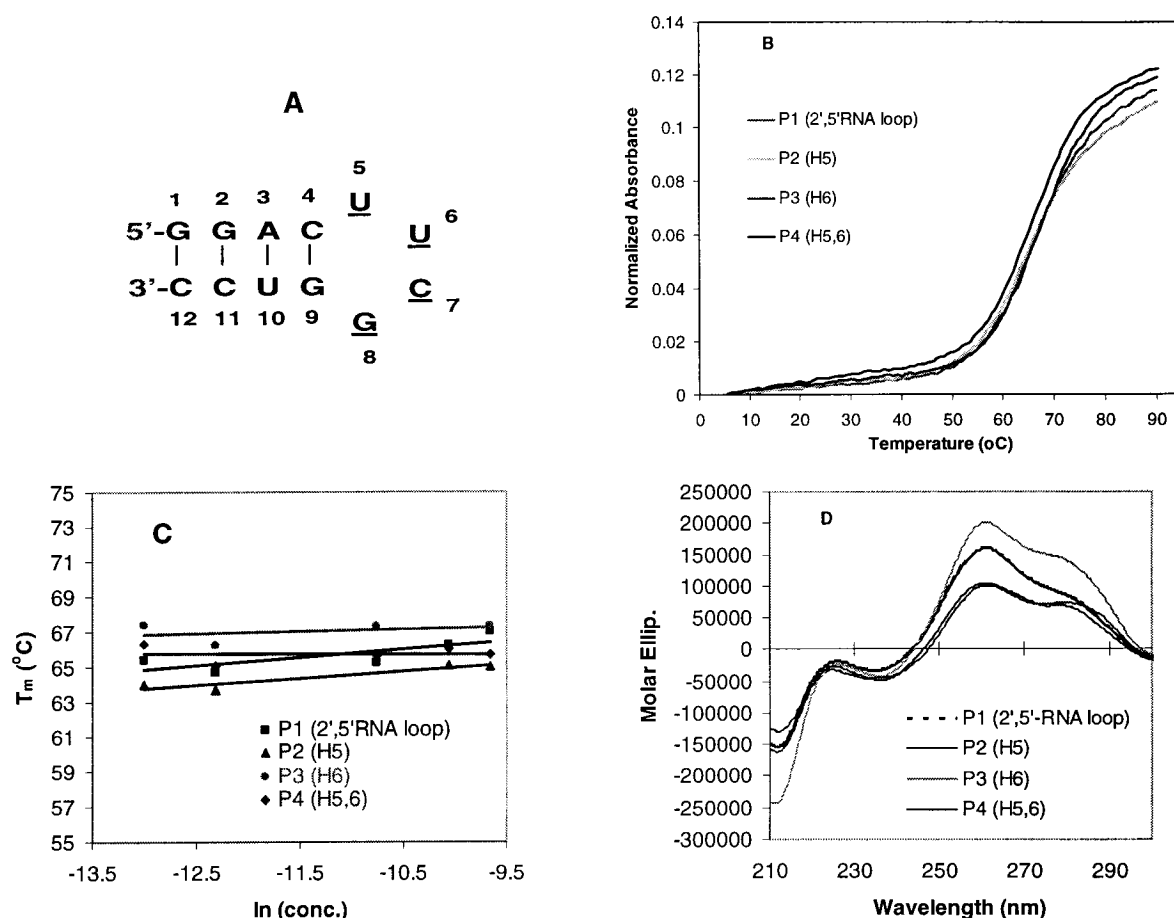 A
5
1 2 3 4 U
U 6
5'-G G A C
3'-C C U G
C 7
12 11 10 9 G
8
B
0.14
0.12
0.1
0.08
0.06
0.04
0.02
0
Normalized Absorbance
P1 (2',5'RNA loop)
P2 (H5)
P3 (H6)
P4 (H5,6)
0 10 20 30 40 50 60 70 80 90
Temperature (oC)
C
75
73
71
69
67
65
63
61
59
57
55
Tm (°C)
P1 (2',5'RNA loop)
P2 (H5)
P3 (H6)
P4 (H5,6)
-13.5 -12.5 -11.5 -10.5 -9.5
ln (conc.)
D
250000
200000
150000
100000
50000
0
-50000
-100000
-150000
-200000
-250000
-300000
Molar Ellip.
P1 (2',5'-RNA loop)
P2 (H5)
P3 (H6)
P4 (H5,6)
210 230 250 270 290
Wavelength (nm)